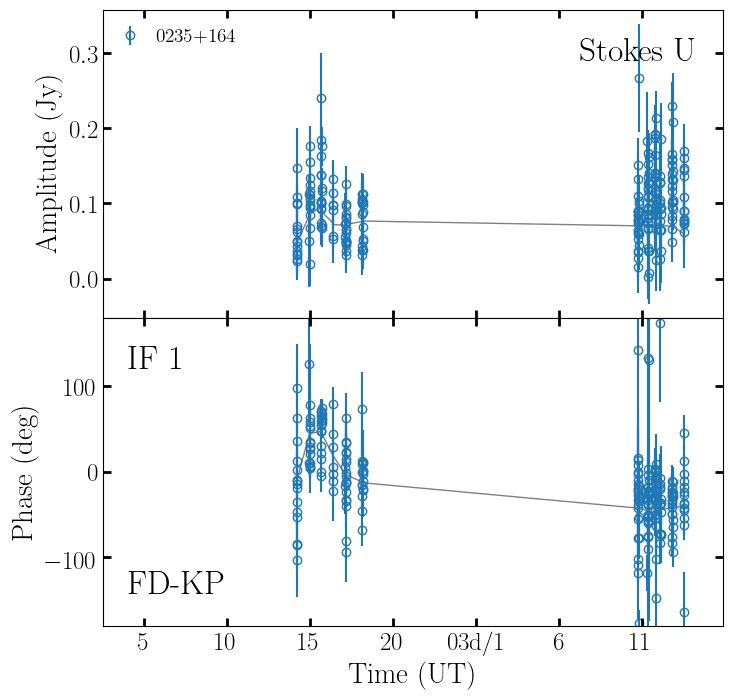 0235+164
Stokes U
0.3
0.2
0.1
0.0
Amplitude (Jy)
IF 1
100
0
−100
Phase (deg)
FD-KP
5 10 15 20 03d/1 6 11
Time (UT)